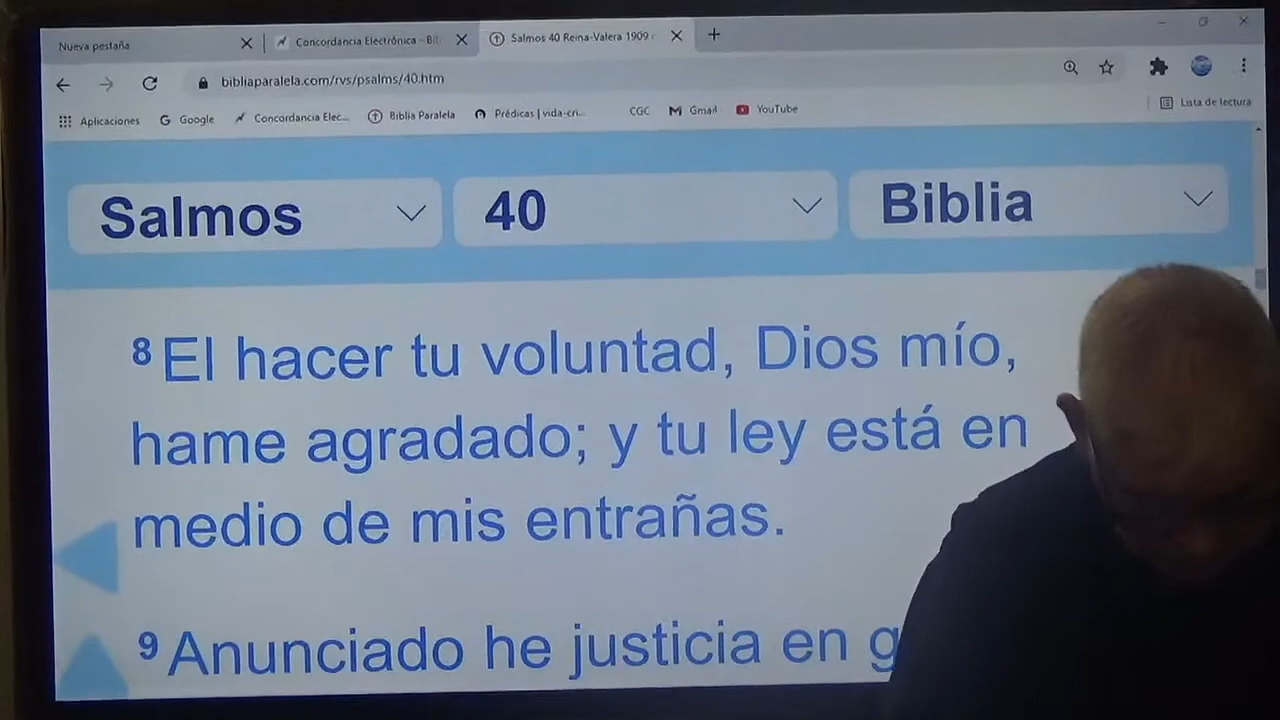 Nueva pestaña
Concordancia Electrónica - Bib
Salmos 40 Reina-Valera 1909
bibliaparalela.com/rvs/psalms/40.htm
Aplicaciones Google Concordancia Elec... Biblia Paralela Prédicas | vida-cri... CGC Gmail YouTube Lista de lectura
Salmos 40 Biblia
8 El hacer tu voluntad, Dios mío,
hame agradado; y tu ley está en
medio de mis entrañas.
9 Anunciado he justicia en g